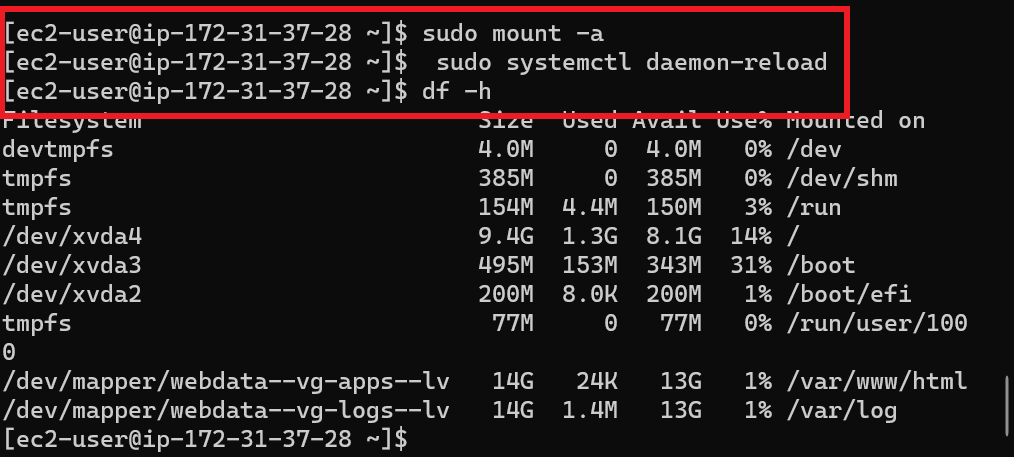 [ec2-user@ip-172-31-37-28 ~]$ sudo mount -a
[ec2-user@ip-172-31-37-28 ~]$  sudo systemctl daemon-reload
[ec2-user@ip-172-31-37-28 ~]$ df -h
Filesystem                         Size  Used Avail Use% Mounted on
devtmpfs                           4.0M     0  4.0M   0% /dev
tmpfs                              385M     0  385M   0% /dev/shm
tmpfs                              154M  4.4M  150M   3% /run
/dev/xvda4                         9.4G  1.3G  8.1G  14% /
/dev/xvda3                         495M  153M  343M  31% /boot
/dev/xvda2                         200M  8.0K  200M   1% /boot/efi
tmpfs                               77M     0   77M   0% /run/user/100
0
/dev/mapper/webdata--vg-apps--lv   14G   24K   13G   1% /var/www/html
/dev/mapper/webdata--vg-logs--lv   14G  1.4M   13G   1% /var/log
[ec2-user@ip-172-31-37-28 ~]$